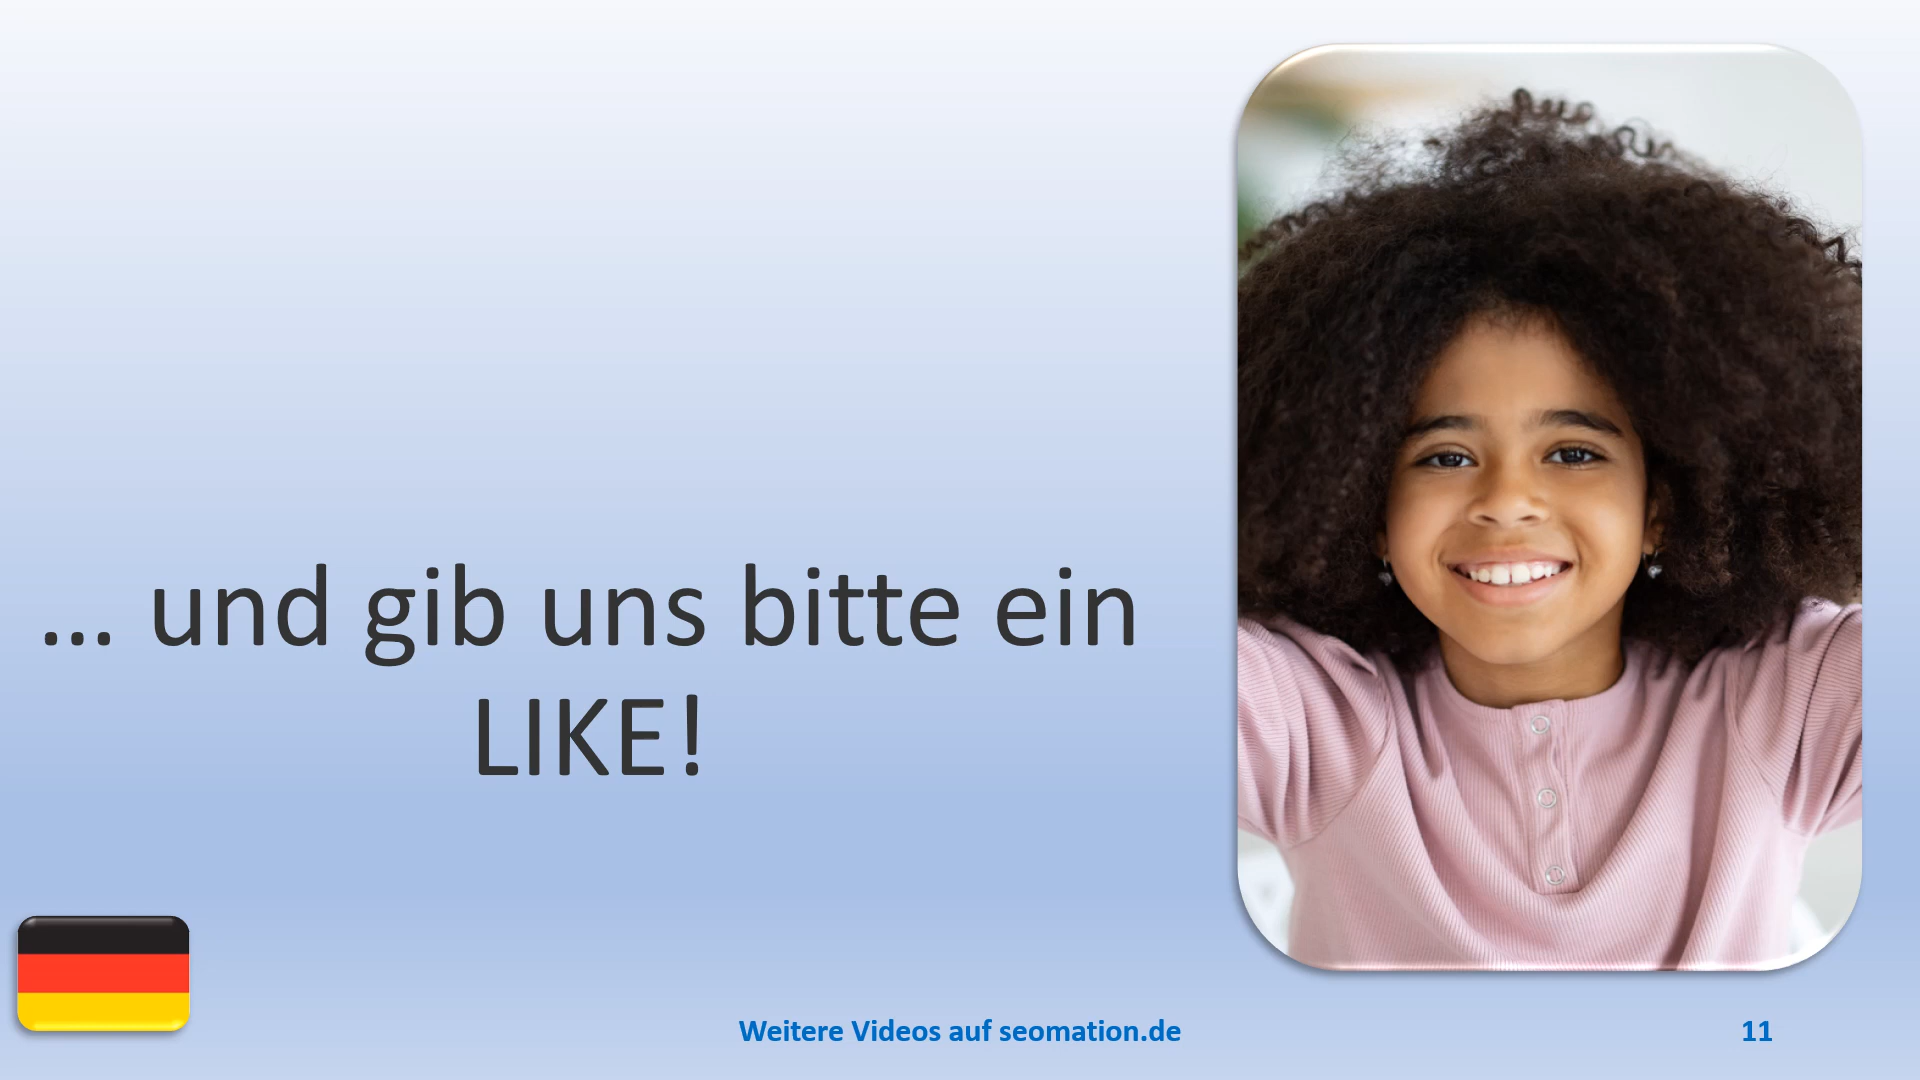 ... und gib uns bitte ein
LIKE!
Weitere Videos auf seomation.de
11